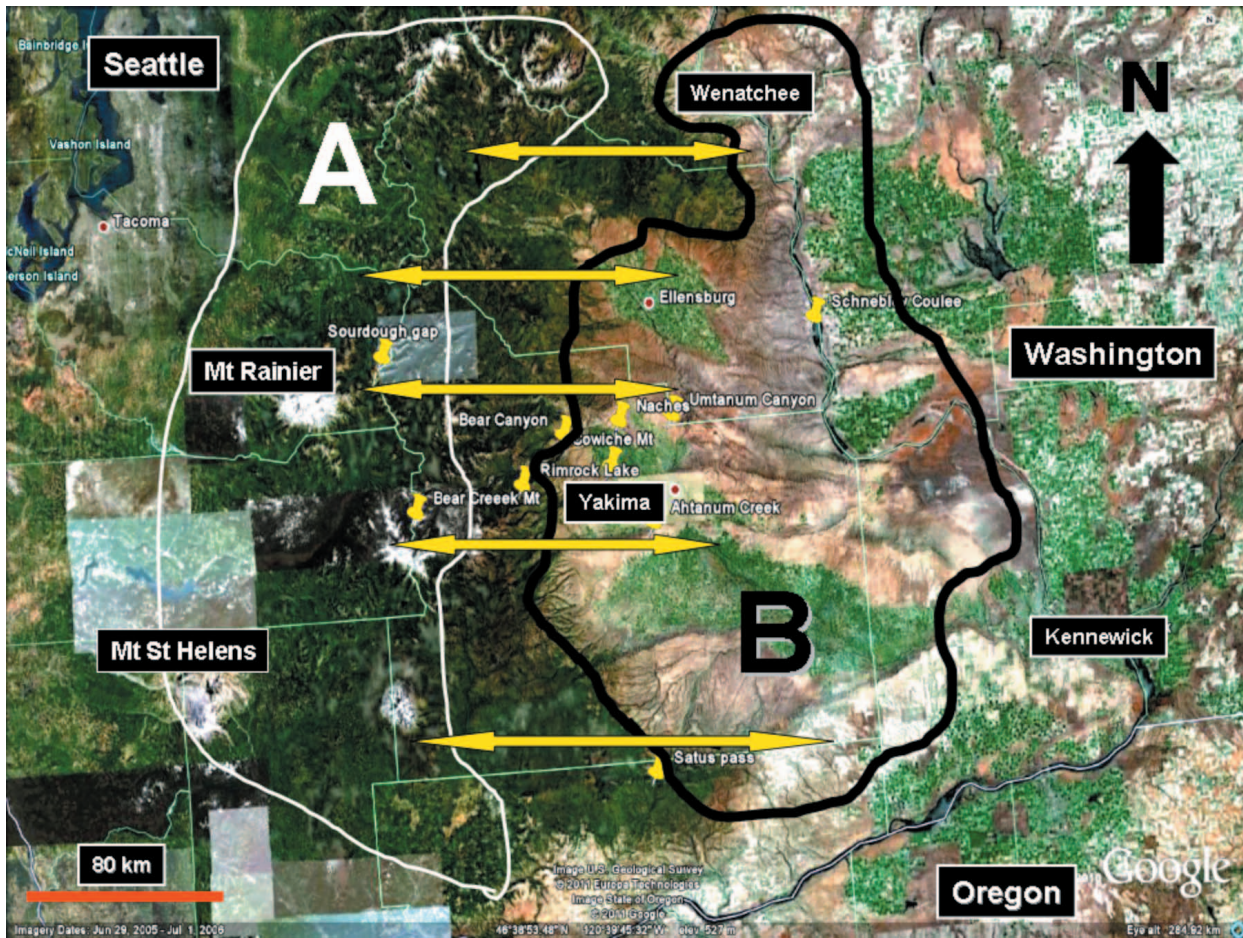 Bainbridge I
Seattle
N
Wenatchee
N
A
Vashon Island
Tacoma
cNeil Island
erson Island
Ellensburg
Schnebly Coulee
Sourdough gap
Washington
Mt Rainier
Naches
Umtanum Canyon
Bear Canyon
Cowiche Mt
Rimrock Lake
Bear Creeek Mt
Yakima
Ahtanum Creek
B
Mt St Helens
Kennewick
Satus pass
80 km
Image U.S. Geological Survey
© 2011 Europa Technologies
Image State of Oregon
© 2011 Google
Oregon
Google
Imagery Dates: Jun 29, 2005 - Jul 1, 2006
46°38'53.48" N 120°39'45.32" W elev 527 m
Eye alt 284.92 km